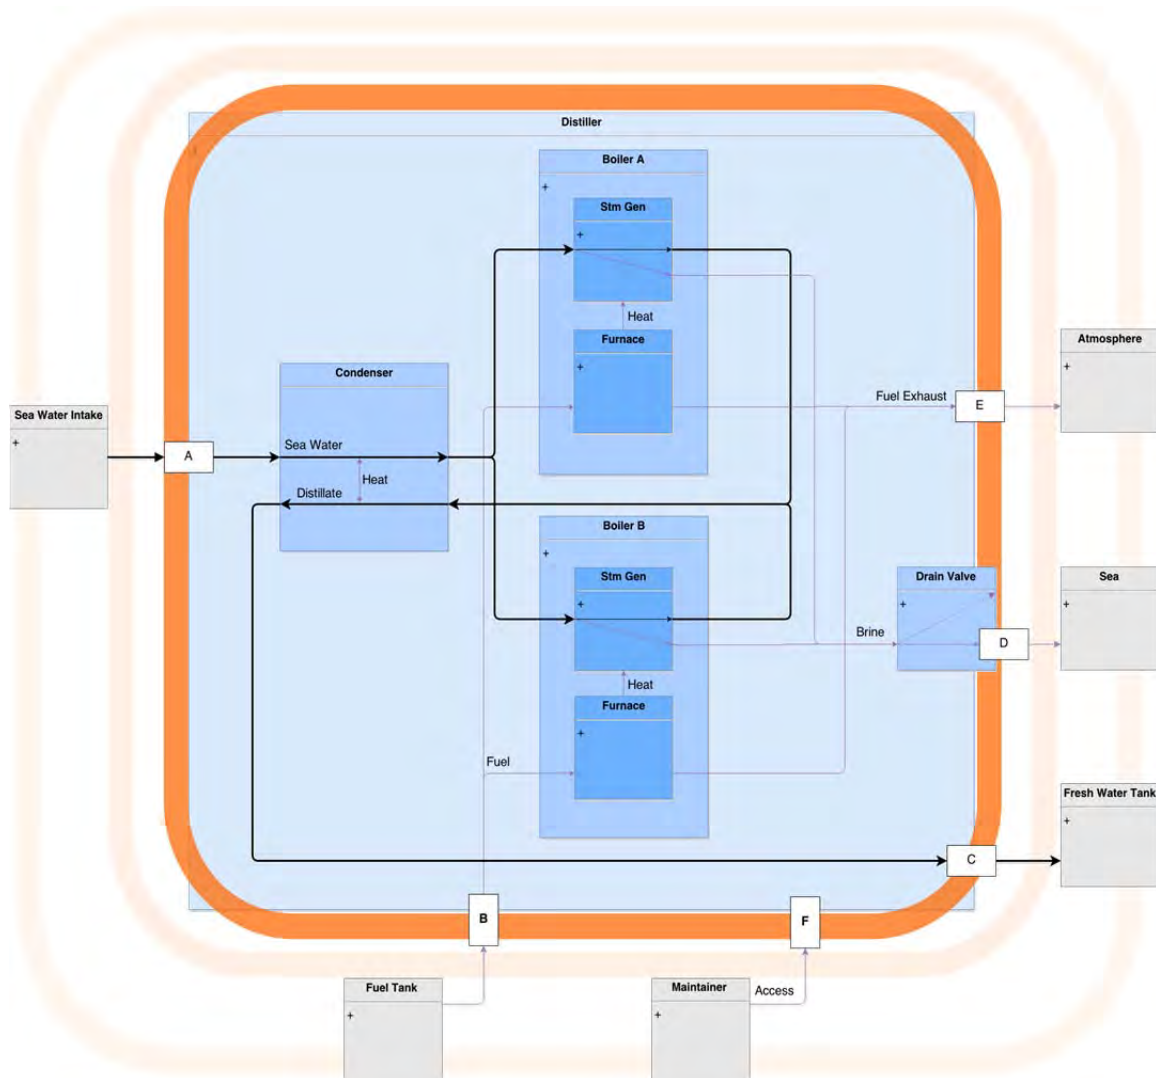 Distiller
Boiler A
+
Stm Gen
+
Heat
Furnace
+
Condenser
Sea Water
Heat
Distillate
Sea Water Intake
+
A
Fuel Exhaust
E
Atmosphere
+
Boiler B
+
Stm Gen
+
Heat
Furnace
+
Fuel
Brine
Drain Valve
+
D
Sea
+
Fresh Water Tank
+
C
B
F
Fuel Tank
+
Maintainer
+
Access